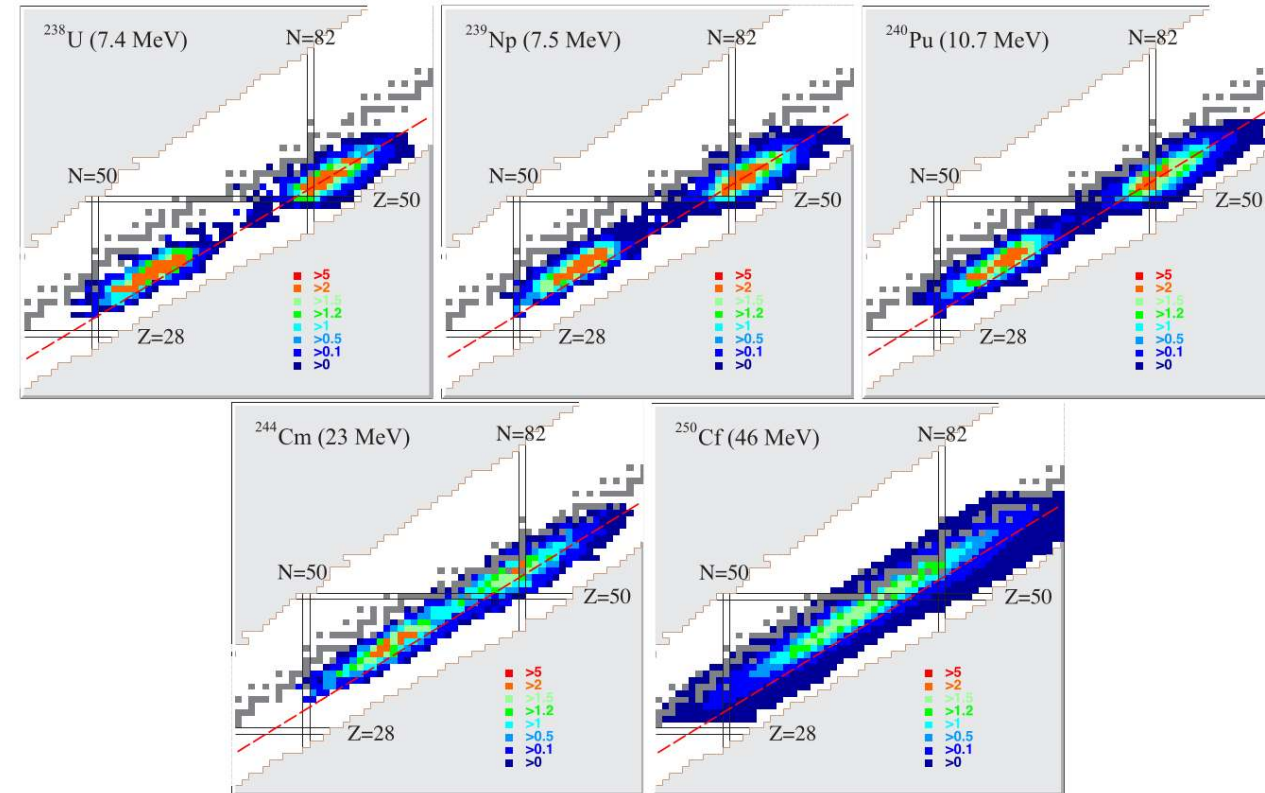 ²³⁸U (7.4 MeV)
N=82
N=50
Z=50
Z=28
>5
>2
>1.5
>1.2
>1
>0.5
>0.1
>0
²³⁹Np (7.5 MeV)
N=82
N=50
Z=50
Z=28
>5
>2
>1.5
>1.2
>1
>0.5
>0.1
>0
²⁴⁰Pu (10.7 MeV)
N=82
N=50
Z=50
Z=28
>5
>2
>1.5
>1.2
>1
>0.5
>0.1
>0
²⁴⁴Cm (23 MeV)
N=82
N=50
Z=50
Z=28
>5
>2
>1.5
>1.2
>1
>0.5
>0.1
>0
²⁵⁰Cf (46 MeV)
N=82
N=50
Z=50
Z=28
>5
>2
>1.5
>1.2
>1
>0.5
>0.1
>0